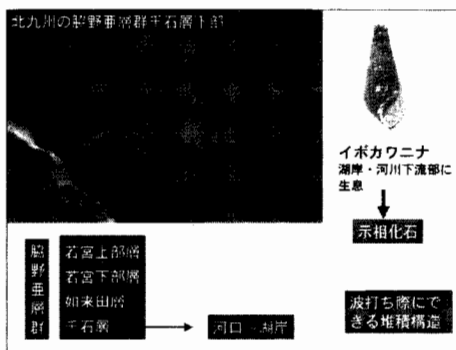 北九州の脇野亜層群千石層下部
イボカワニナ
湖岸・河川下流部に
生息
示相化石
脇野亜層群
若宮上部層
若宮下部層
如来田層
千石層
河口
湖岸
波打ち際にで
きる堆積構造